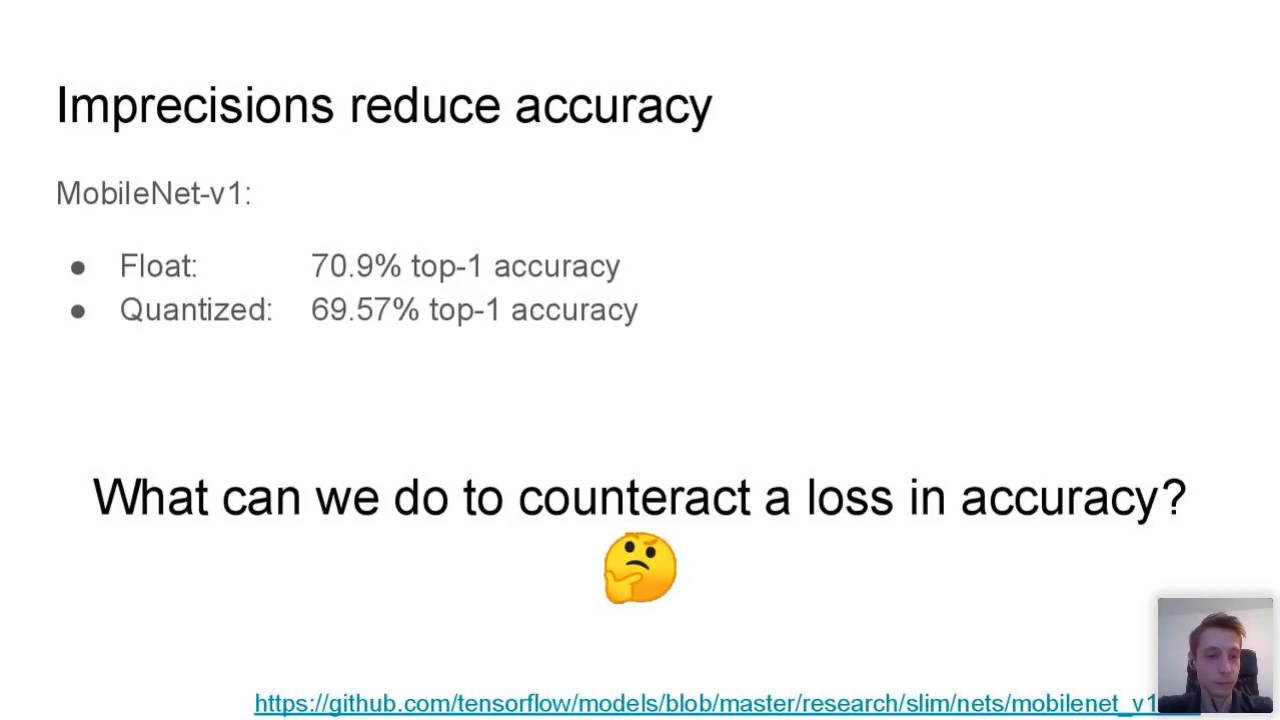 Imprecisions reduce accuracy
MobileNet-v1:
● Float: 70.9% top-1 accuracy
● Quantized: 69.57% top-1 accuracy
What can we do to counteract a loss in accuracy?
https://github.com/tensorflow/models/blob/master/research/slim/nets/mobilenet_v1